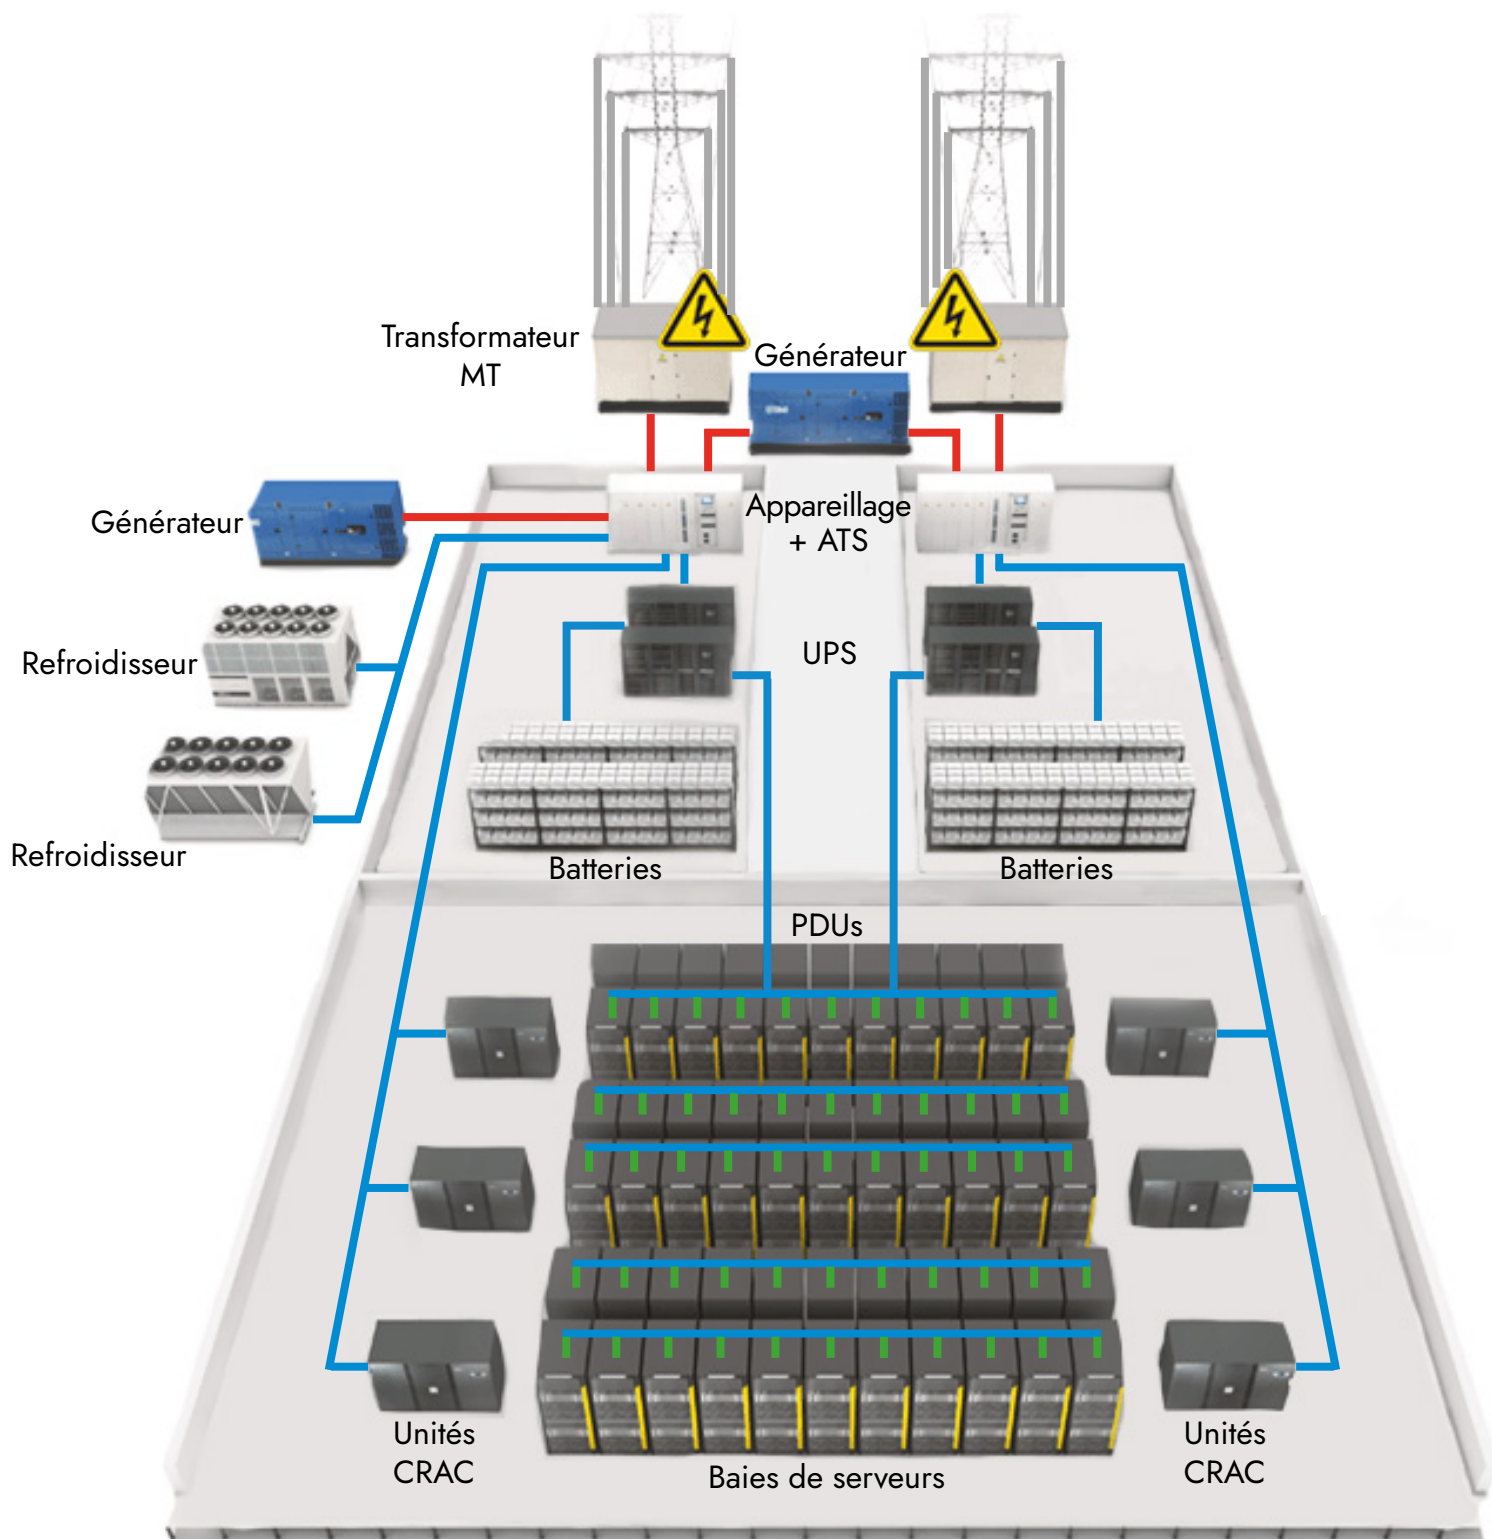 Transformateur
MT
Générateur
Générateur
Appareillage
+ ATS
Refroidisseur
UPS
Refroidisseur
Batteries
Batteries
PDUs
Unités
CRAC
Baies de serveurs
Unités
CRAC